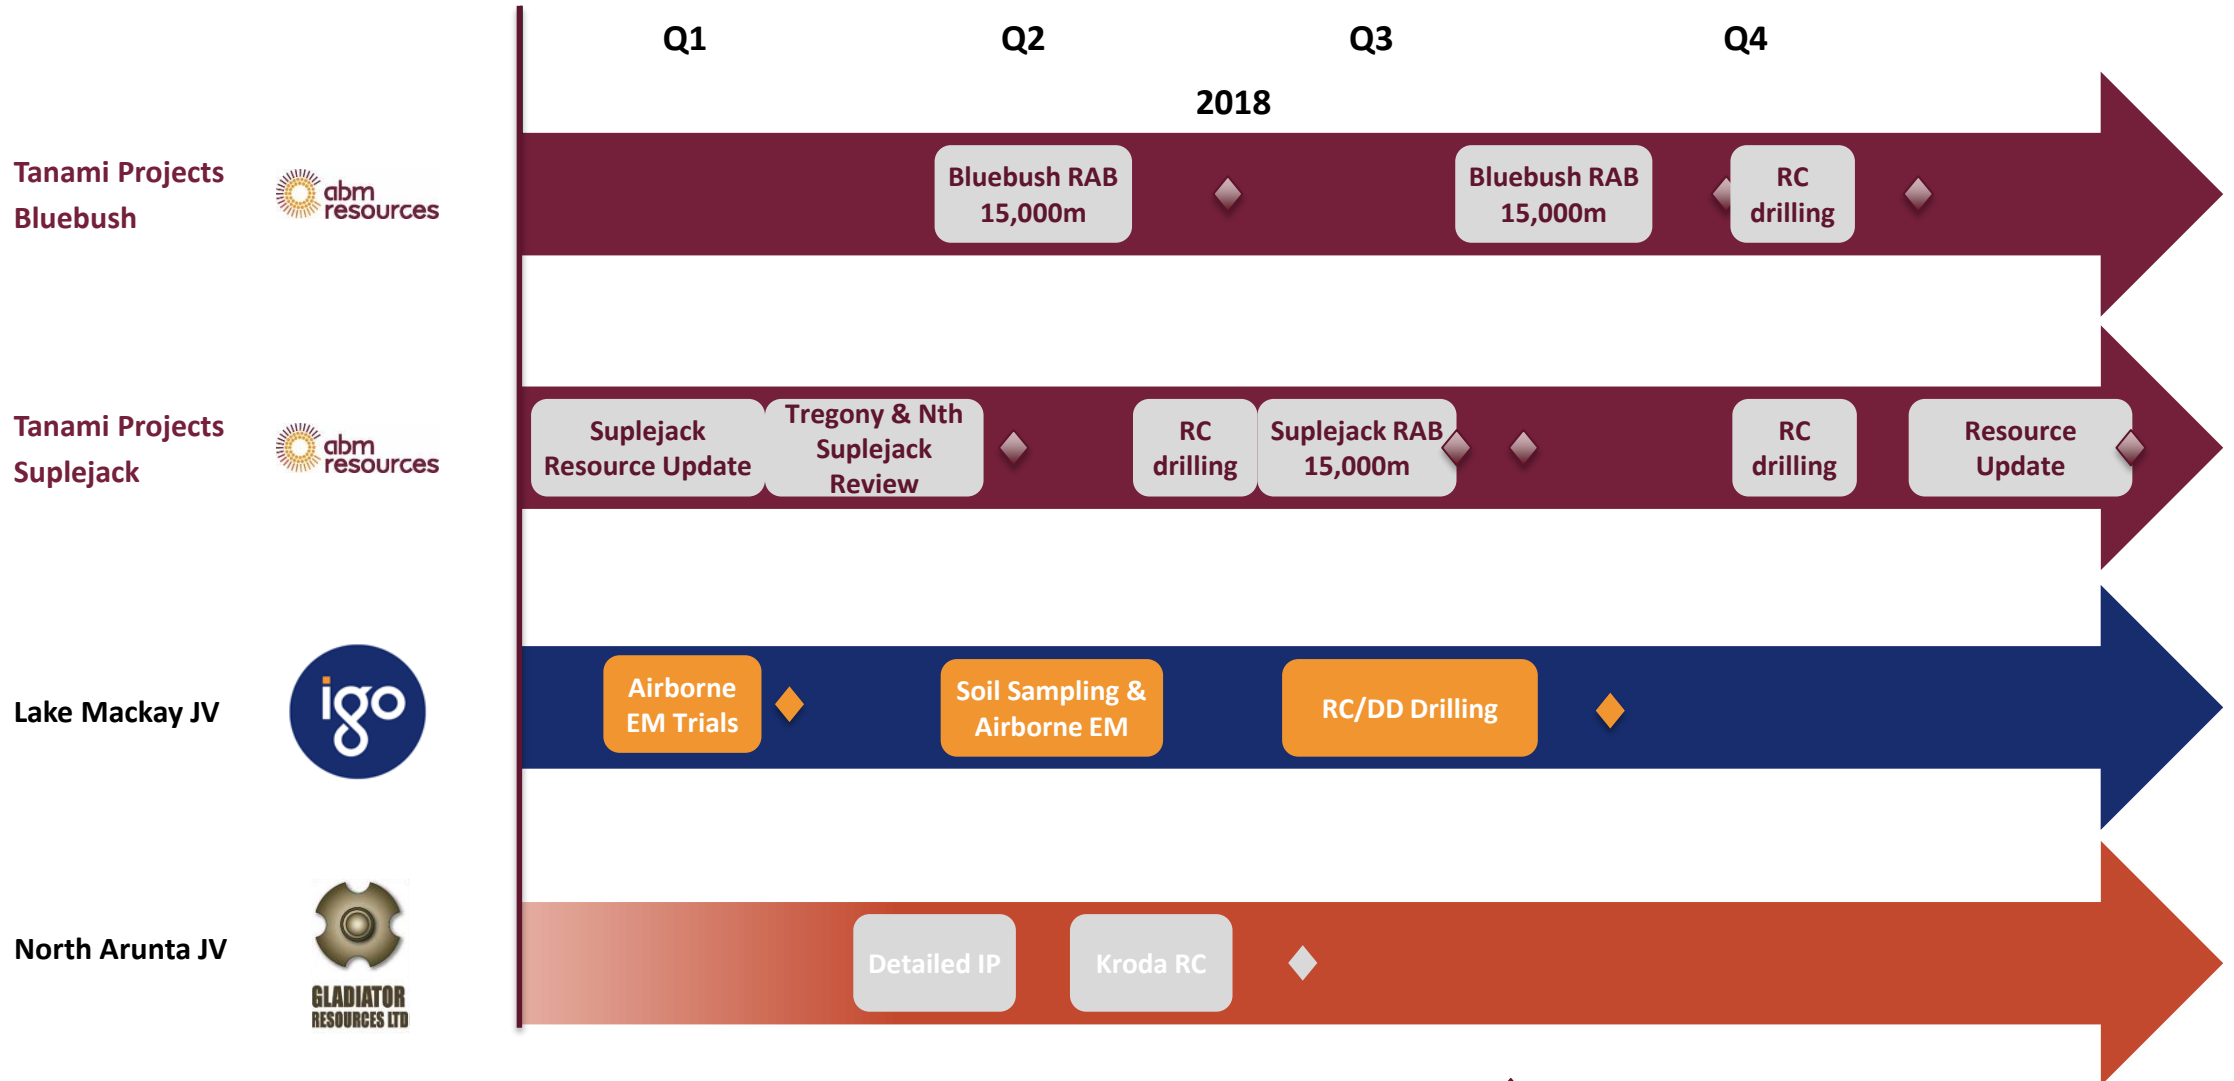 Q1
Q2
Q3
Q4
2018
Tanami Projects
Bluebush
abm
resources
Bluebush RAB
15,000m
Bluebush RAB
15,000m
RC
drilling
Tanami Projects
Suplejack
abm
resources
Suplejack
Resource Update
Tregony & Nth
Suplejack
Review
RC
drilling
Suplejack RAB
15,000m
RC
drilling
Resource
Update
Lake Mackay JV
igo
Airborne
EM Trials
Soil Sampling &
Airborne EM
RC/DD Drilling
North Arunta JV
GLADIATOR
RESOURCES LTD
Detailed IP
Kroda RC